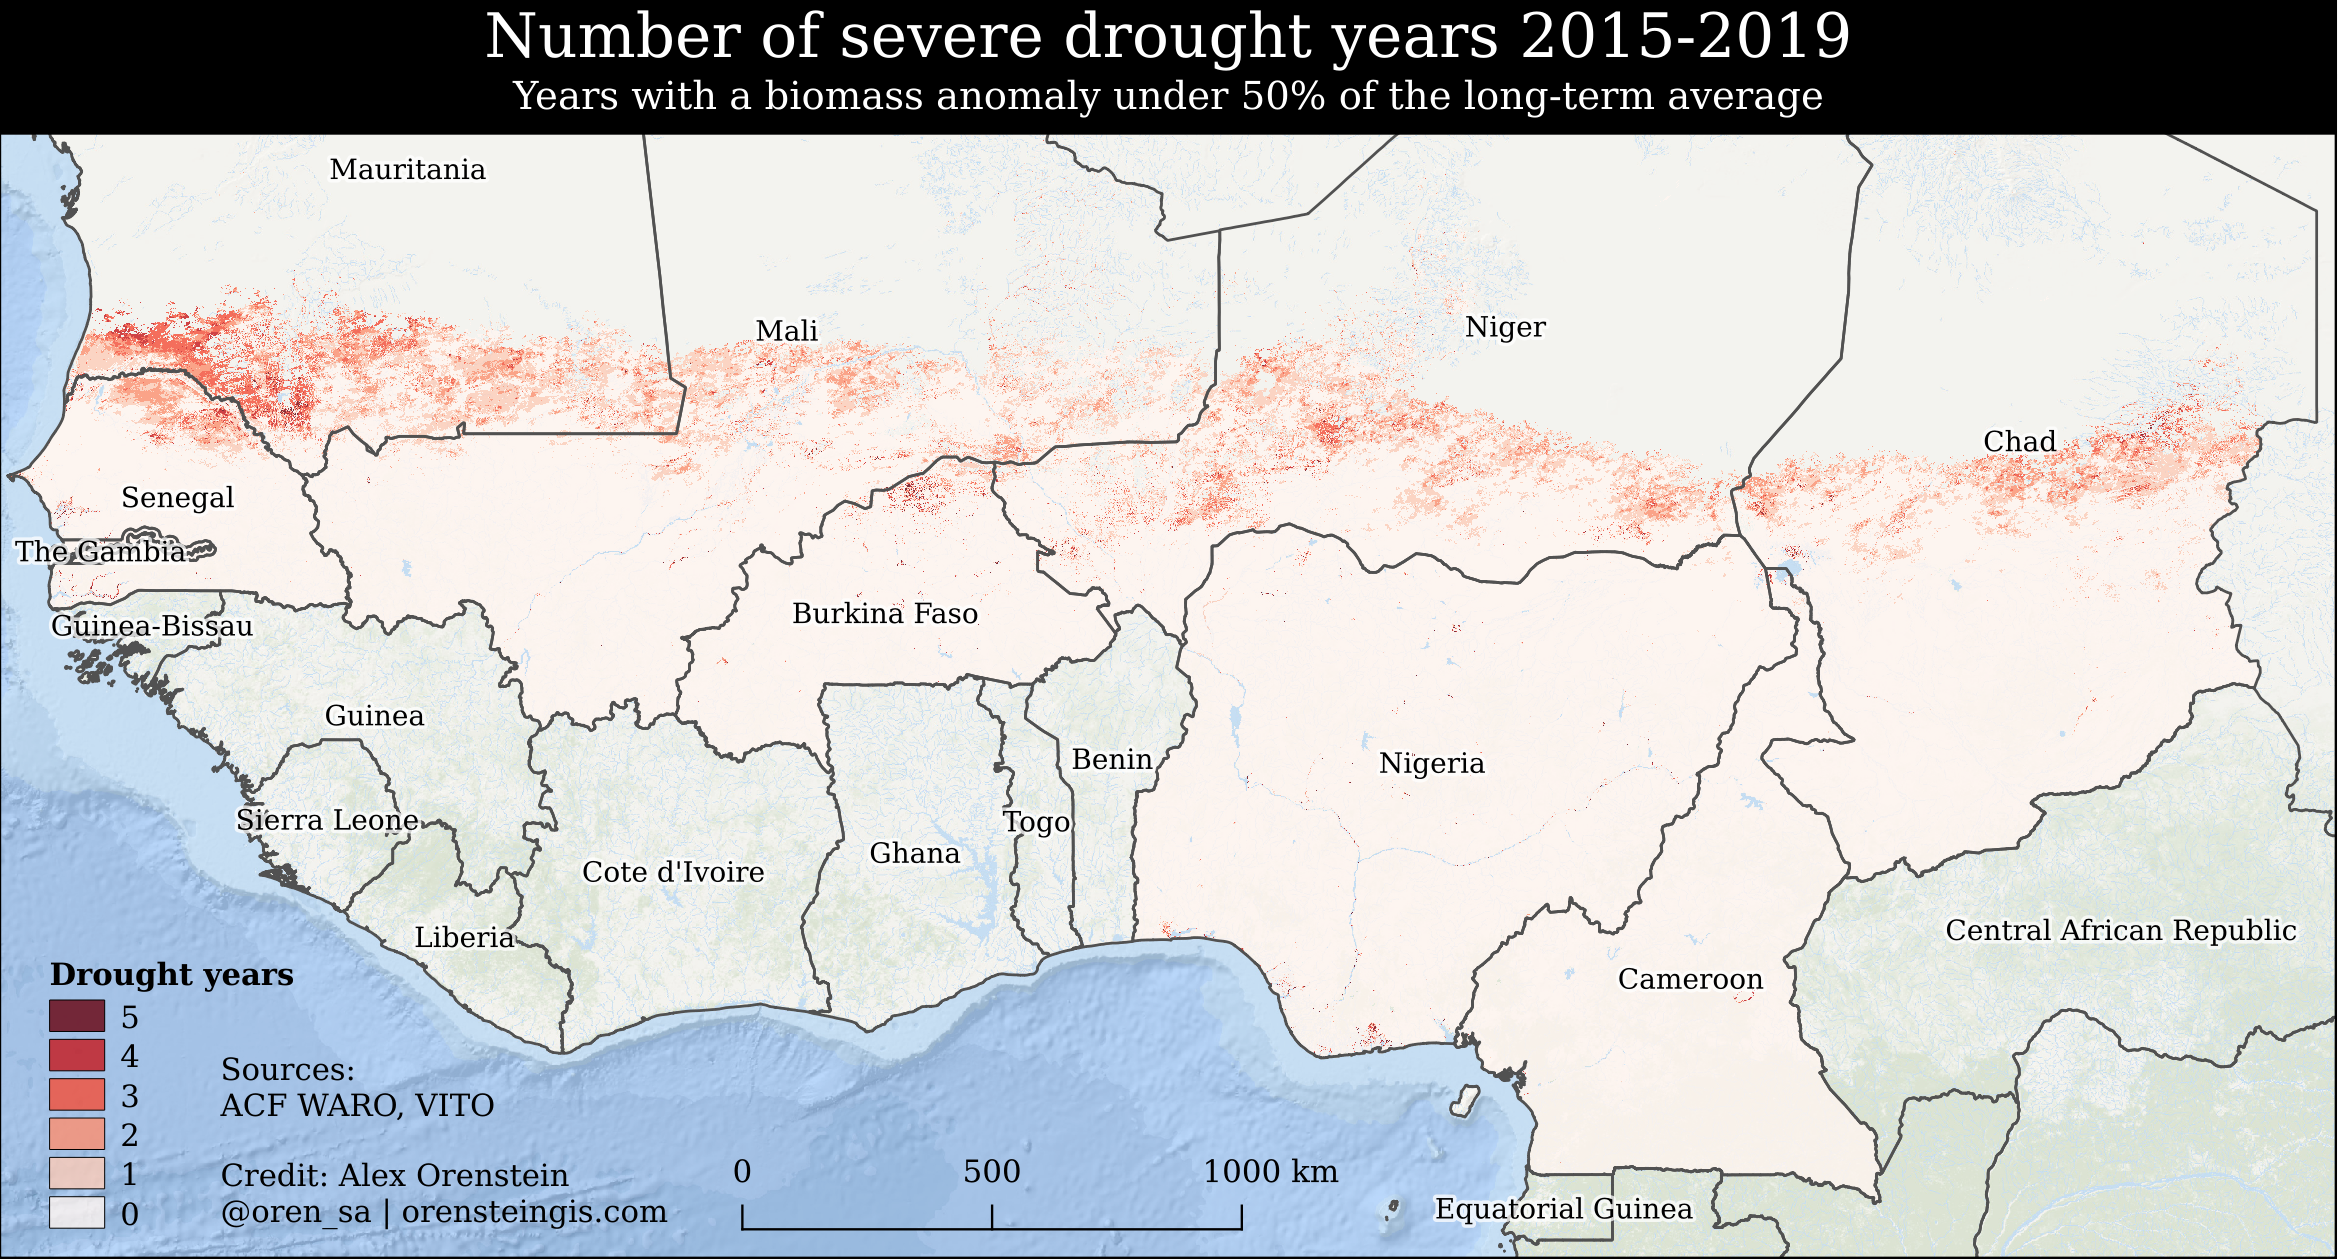 Number of severe drought years 2015-2019
Years with a biomass anomaly under 50% of the long-term average
Mauritania
Mali
Niger
Chad
Senegal
The Gambia
Guinea-Bissau
Burkina Faso
Guinea
Benin
Nigeria
Sierra Leone
Togo
Ghana
Cote d'Ivoire
Liberia
Central African Republic
Cameroon
Equatorial Guinea
Drought years
5
4
3
2
1
0
Sources:
ACF WARO, VITO
Credit: Alex Orenstein
@oren_sa | orensteingis.com
0 500 1000 km